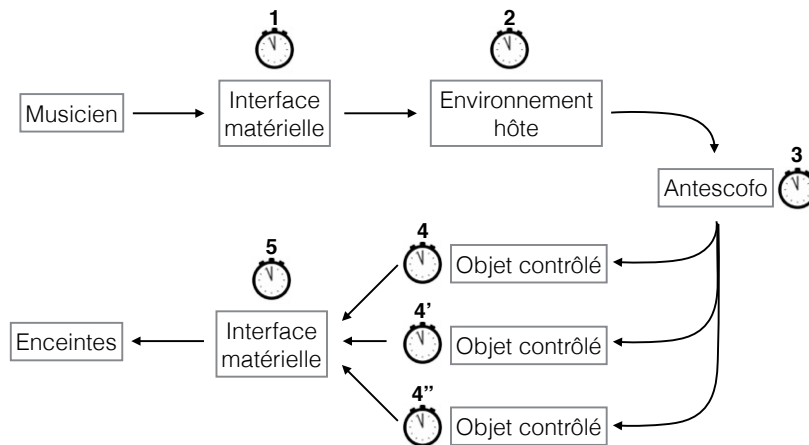 1
2
Musicien
Interface
matérielle
Environnement
hôte
3
Antescofo
4
Objet contrôlé
5
Interface
matérielle
Enceintes
4'
Objet contrôlé
4''
Objet contrôlé